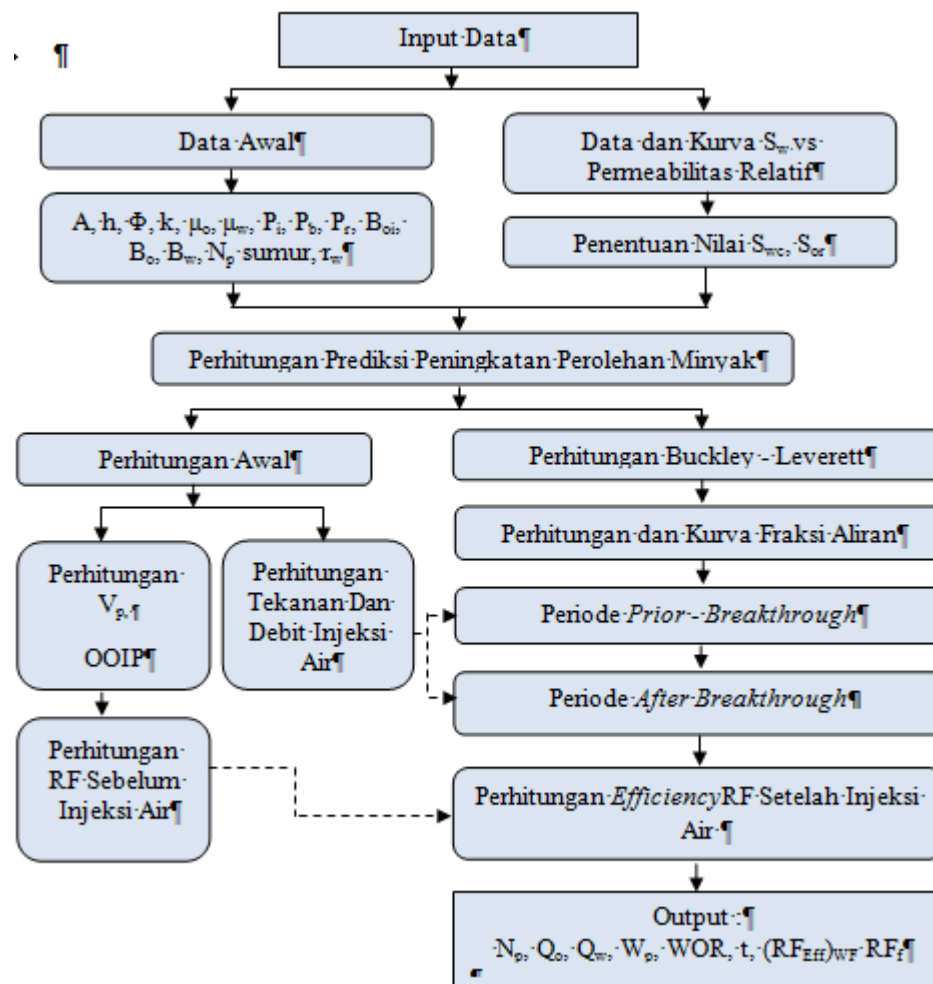 Input Data¶
¶
Data Awal¶
Data dan Kurva Sw vs
Permeabilitas Relatif¶
A, h, Φ, k, μo, μw, Pi, Pb, Pr, Boi,
Bo, Bw, Np sumur, rw¶
Penentuan Nilai Swc, Sor¶
Perhitungan Prediksi Peningkatan Perolehan Minyak¶
Perhitungan Awal¶
Perhitungan Buckley - Leverett¶
Perhitungan dan Kurva Fraksi Aliran¶
Perhitungan
Vp,¶
OOIP¶
Perhitungan
Tekanan Dan
Debit Injeksi
Air¶
Periode Prior - Breakthrough¶
Periode After Breakthrough¶
Perhitungan
RF Sebelum
Injeksi Air¶
Perhitungan EfficiencyRF Setelah Injeksi
Air ¶
Output :¶
Np, Qo, Qw, Wp, WOR, t, (RFEff)WF RFf¶
¶